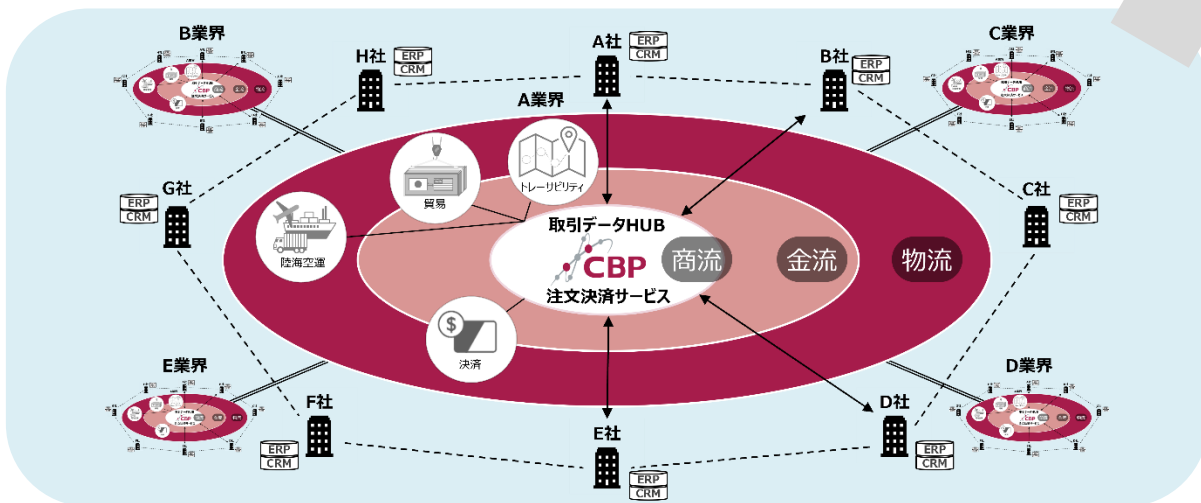 B業界
H社
ERP
CRM
A社
ERP
CRM
B社
ERP
CRM
C業界
A業界
貿易
トレーリビリティ
G社
ERP
CRM
陸海空運
取引データHUB
CBP
注文決済サービス
商流
金流
物流
C社
ERP
CRM
$
決済
E業界
F社
ERP
CRM
E社
ERP
CRM
D社
ERP
CRM
D業界